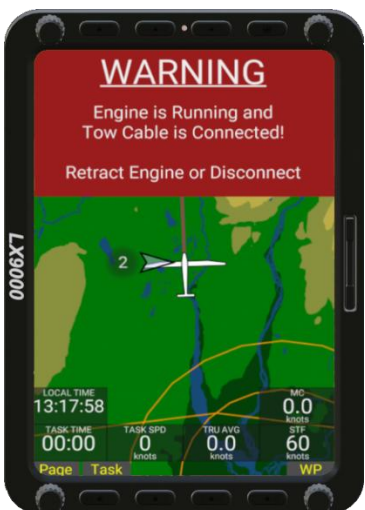 WARNING
Engine is Running and
Tow Cable is Connected!
Retract Engine or Disconnect
LX9000
2
LOCAL TIME
13:17:58
MC
0.0
knots
TASK TIME
00:00
TASK SPD
0
knots
TRU AVG
0.0
knots
STF
60
knots
Page Task WP